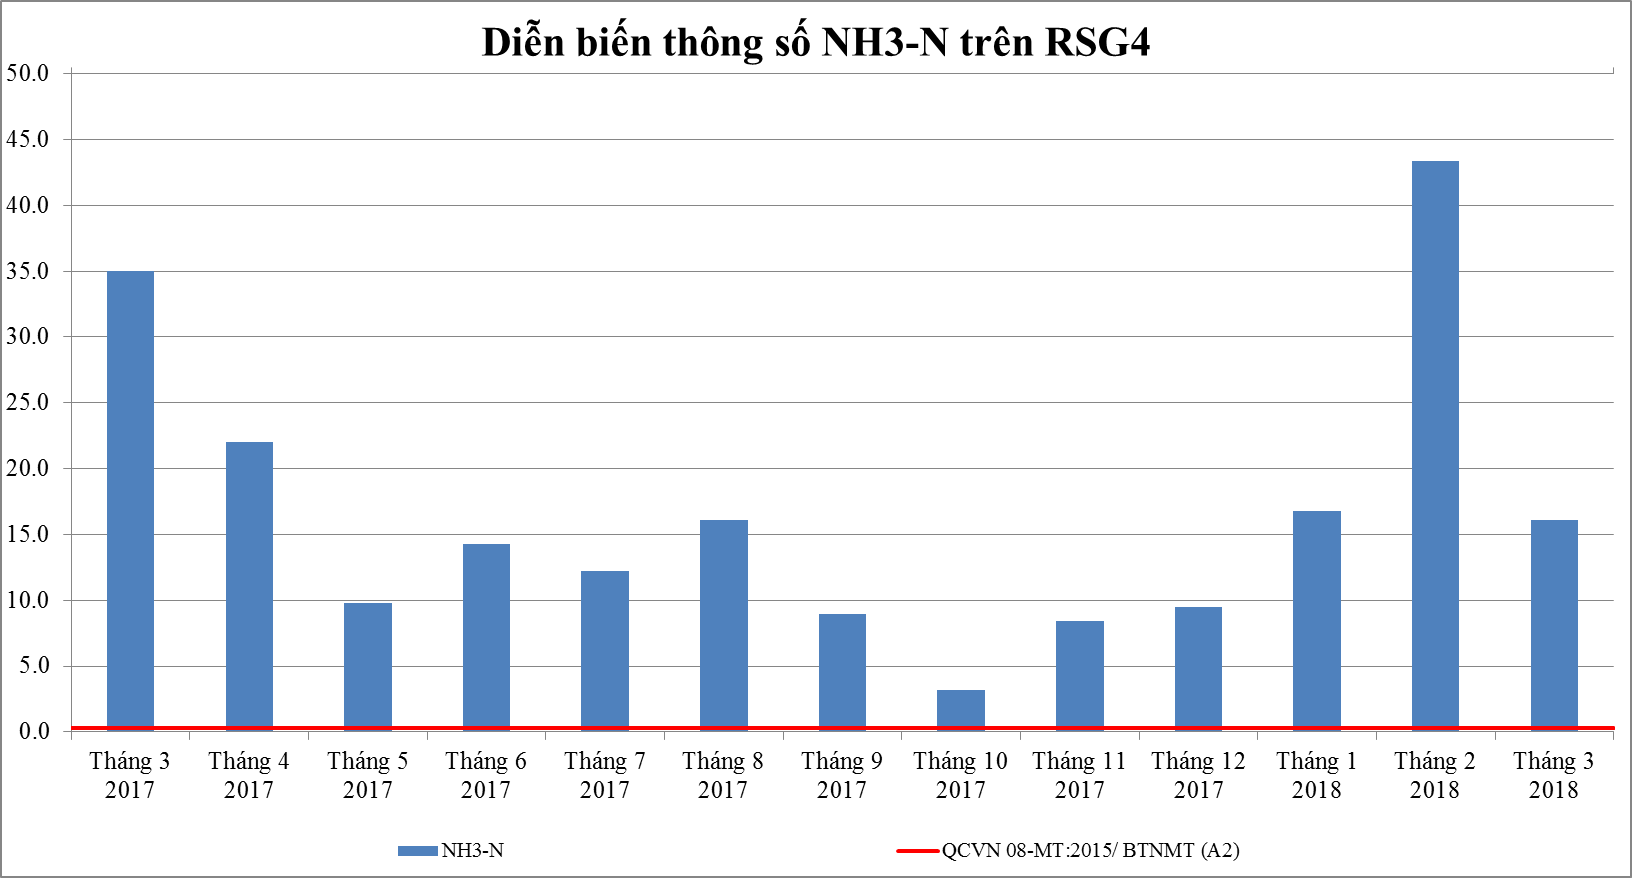 Diễn biến thông số NH3-N trên RSG4
50.0
45.0
40.0
35.0
30.0
25.0
20.0
15.0
10.0
5.0
0.0
Tháng 3 Tháng 4 Tháng 5 Tháng 6 Tháng 7 Tháng 8 Tháng 9 Tháng 10 Tháng 11 Tháng 12 Tháng 1 Tháng 2 Tháng 3
2017 2017 2017 2017 2017 2017 2017 2017 2017 2017 2018 2018 2018
NH3-N QCVN 08-MT:2015/ BTNMT (A2)